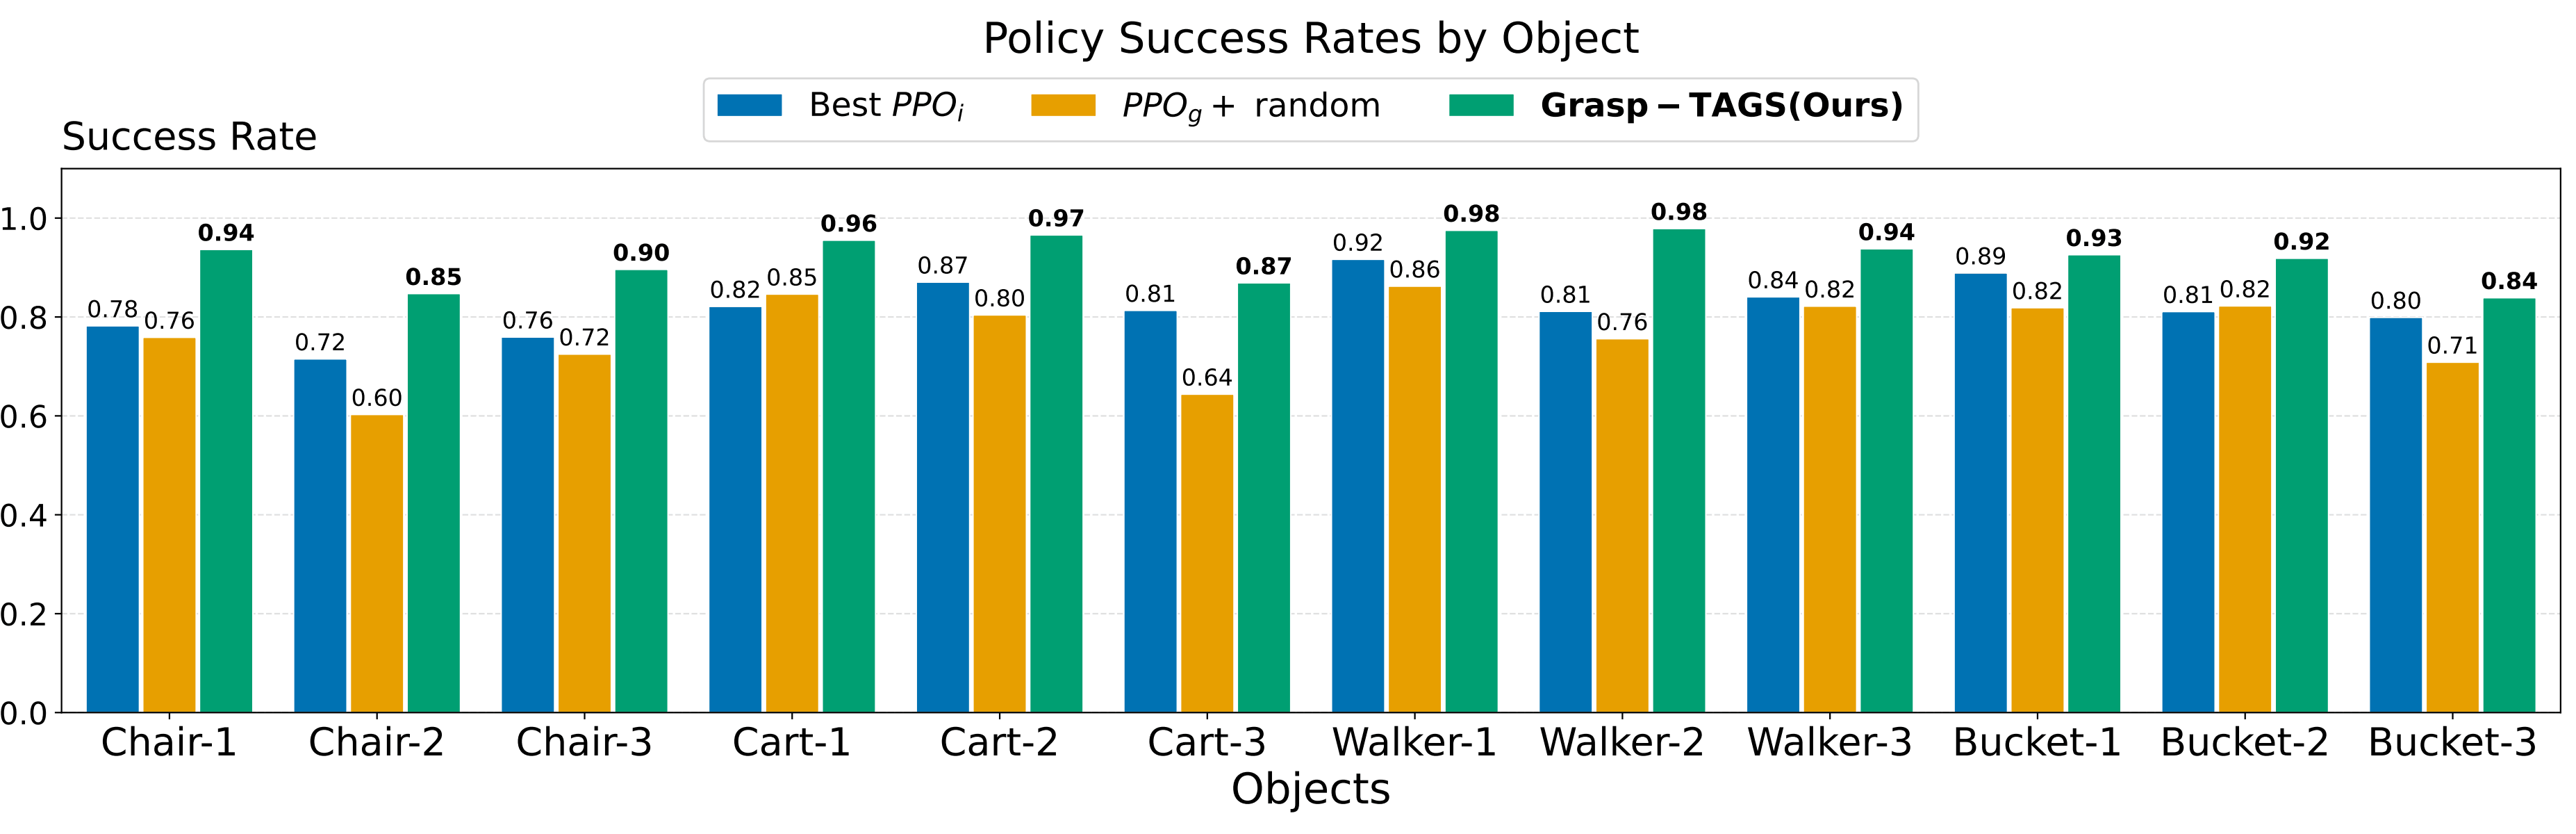 Policy Success Rates by Object
Best PPO_i PPO_g + random Grasp − TAGS(Ours)
Success Rate
1.0
0.8
0.6
0.4
0.2
0.0
0.78 0.76 0.94
0.72 0.60 0.85
0.76 0.72 0.90
0.82 0.85 0.96
0.87 0.80 0.97
0.81 0.64 0.87
0.92 0.86 0.98
0.81 0.76 0.98
0.84 0.82 0.94
0.89 0.82 0.93
0.81 0.82 0.92
0.80 0.71 0.84
Chair-1 Chair-2 Chair-3 Cart-1 Cart-2 Cart-3 Walker-1 Walker-2 Walker-3 Bucket-1 Bucket-2 Bucket-3
Objects